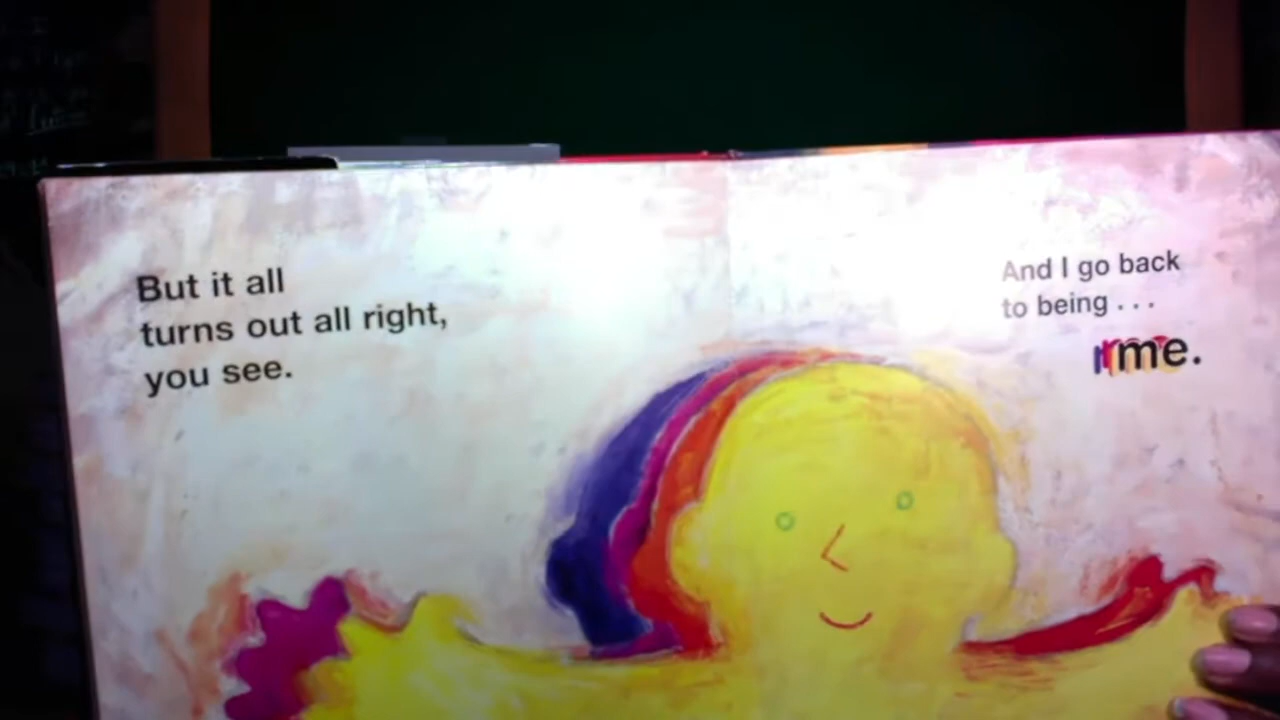 But it all
turns out all right,
you see.
And I go back
to being . . .
me.